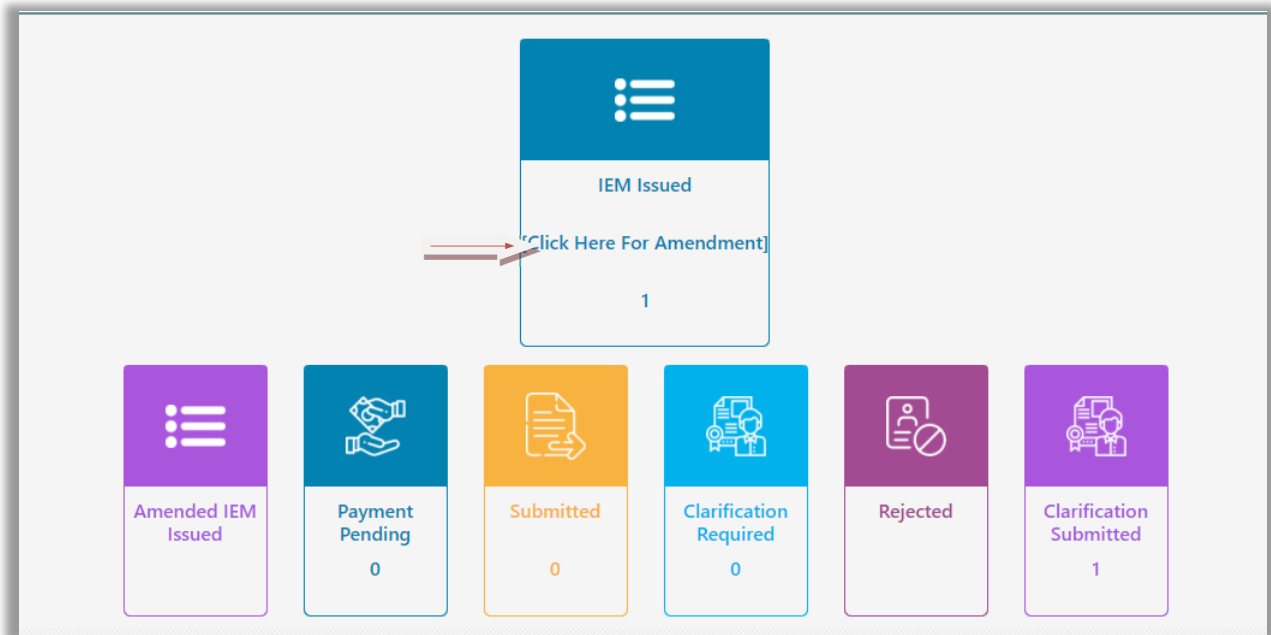 IEM Issued
[Click Here For Amendment]
1
Amended IEM
Issued
Payment
Pending
0
Submitted
0
Clarification
Required
0
Rejected
Clarification
Submitted
1